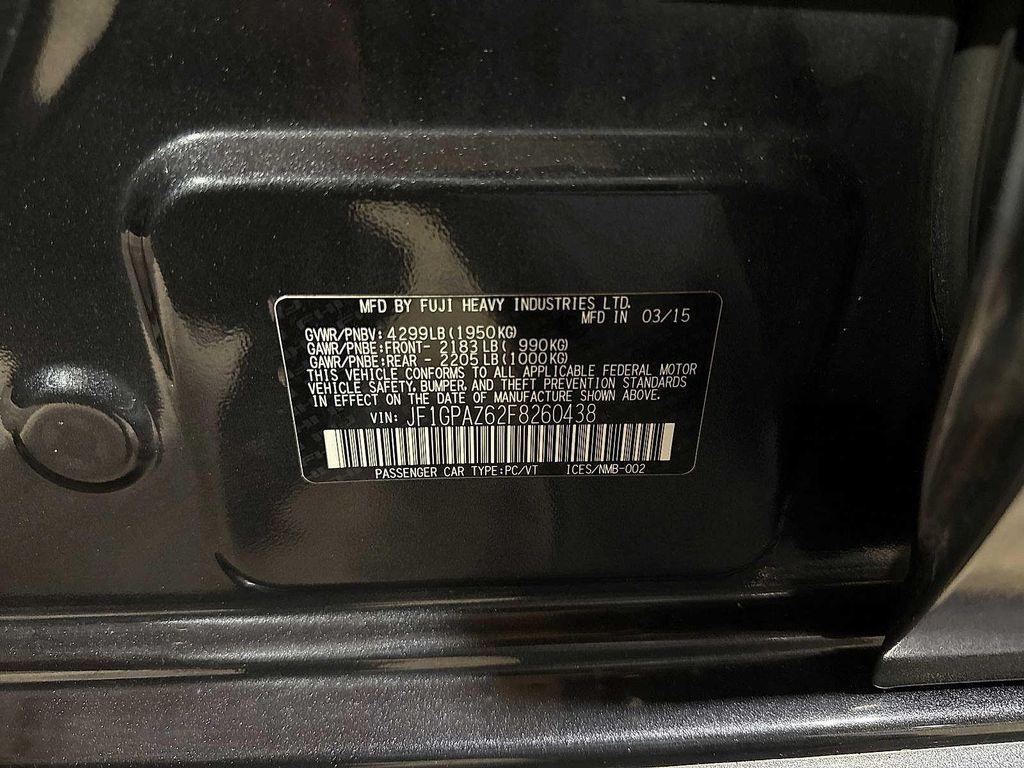 MFD BY FUJI HEAVY INDUSTRIES LTD.
MFD IN 03/15
GVWR/PNBV: 4299LB(1950KG)
GAWR/PNBE:FRONT- 2183LB( 990KG)
GAWR/PNBE:REAR - 2205LB(1000KG)
THIS VEHICLE CONFORMS TO ALL APPLICABLE FEDERAL MOTOR
VEHICLE SAFETY, BUMPER, AND THEFT PREVENTION STANDARDS
IN EFFECT ON THE DATE OF MANUFACTURE SHOWN ABOVE.
VIN: JF1GPAZ62F8260438
PASSENGER CAR TYPE:PC/VT ICES/NMB-002